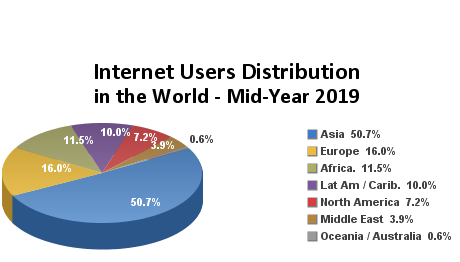 Internet Users Distribution
in the World - Mid-Year 2019
10.0%
7.2%
0.6%
11.5%
3.9%
16.0%
50.7%
Asia 50.7%
Europe 16.0%
Africa. 11.5%
Lat Am / Carib. 10.0%
North America 7.2%
Middle East 3.9%
Oceania / Australia 0.6%